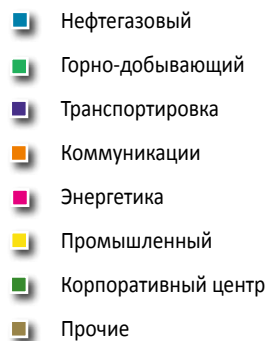 Нефтегазовый
Горно-добывающий
Транспортировка
Коммуникации
Энергетика
Промышленный
Корпоративный центр
Прочие